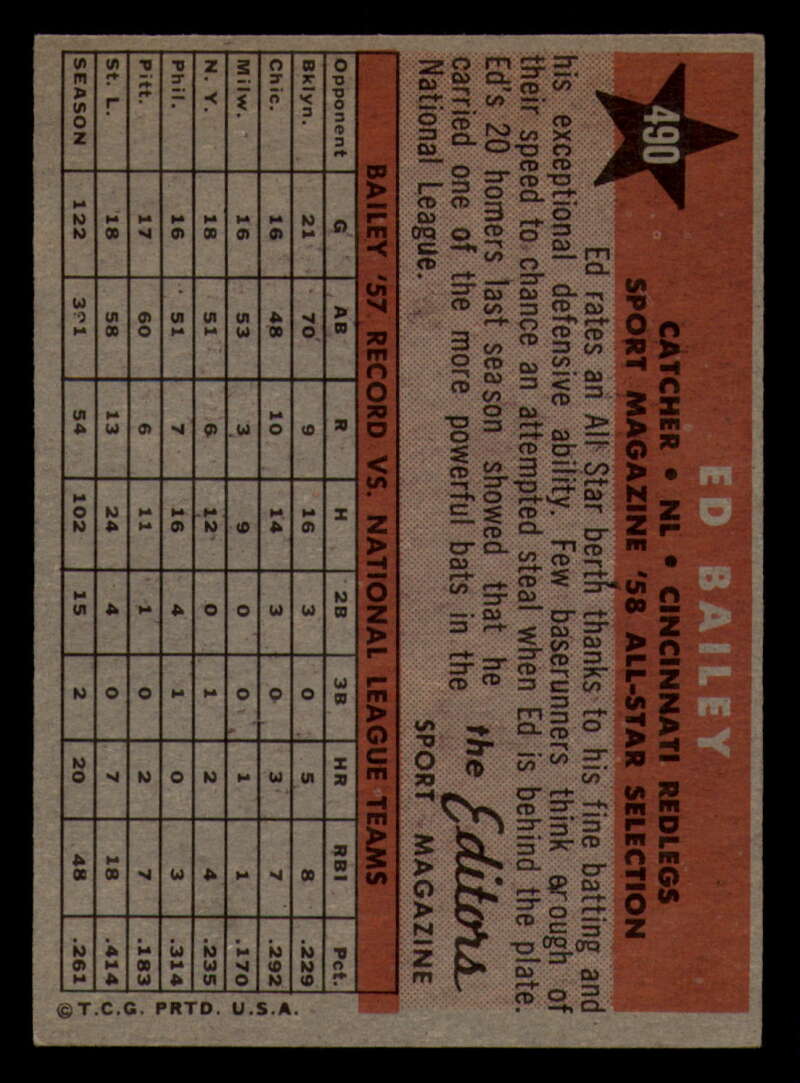 490
ED BAILEY
CATCHER • NL • CINCINNATI REDLEGS
SPORT MAGAZINE '58 ALL-STAR SELECTION
Ed rates an All Star berth thanks to his fine batting and
his exceptional defensive ability. Few baserunners think enough of
their speed to chance an attempted steal when Ed is behind the plate.
Ed's 20 homers last season showed that he
carried one of the more powerful bats in the
National League.
the Editors
SPORT MAGAZINE
BAILEY '57 RECORD VS. NATIONAL LEAGUE TEAMS
Opponent G AB R H 2B 3B HR RBI Pct.
Bklyn. 21 70 9 16 3 0 5 8 .229
Chic. 16 48 10 14 3 0 3 7 .292
Milw. 16 53 3 9 0 0 1 1 .170
N. Y. 18 51 6 12 0 1 2 4 .235
Phil. 16 51 7 16 4 1 0 3 .314
Pitt. 17 60 6 11 1 0 2 7 .183
St. L. 18 58 13 24 4 0 7 18 .414
SEASON 122 391 54 102 15 2 20 48 .261
© T.C.G. PRTD. U.S.A.